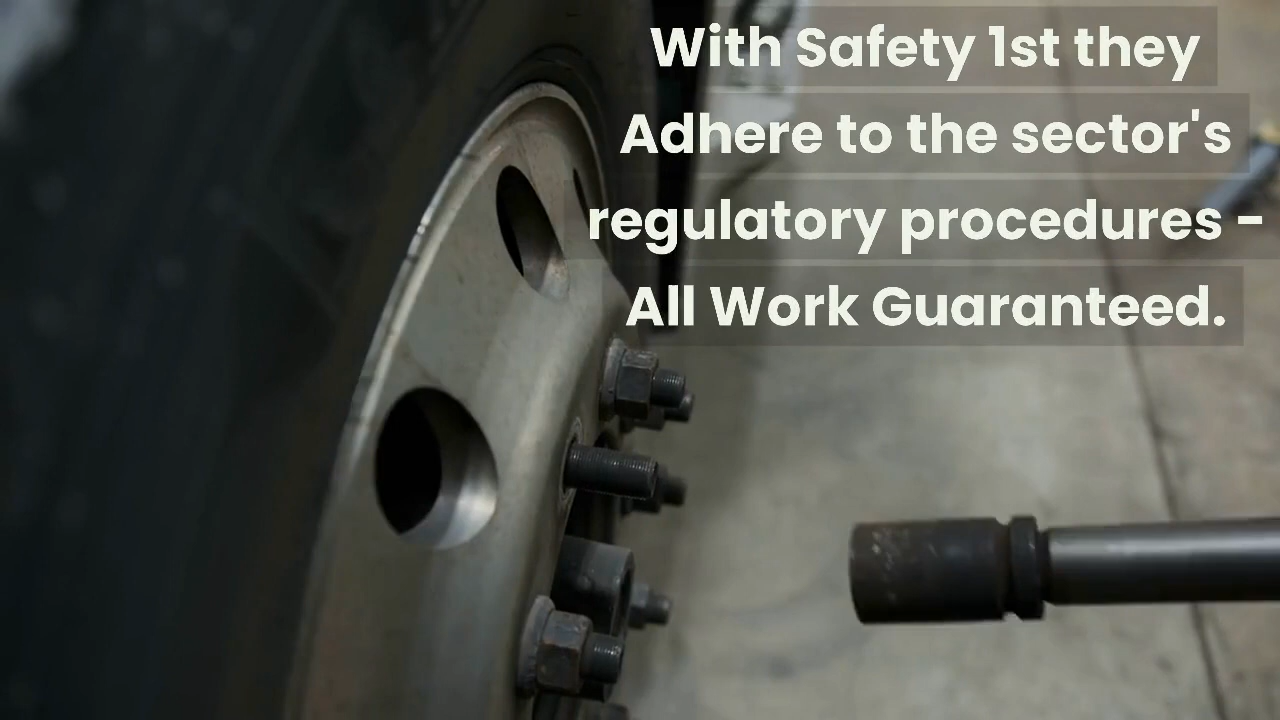 With Safety 1st they
Adhere to the sector's
regulatory procedures -
All Work Guaranteed.